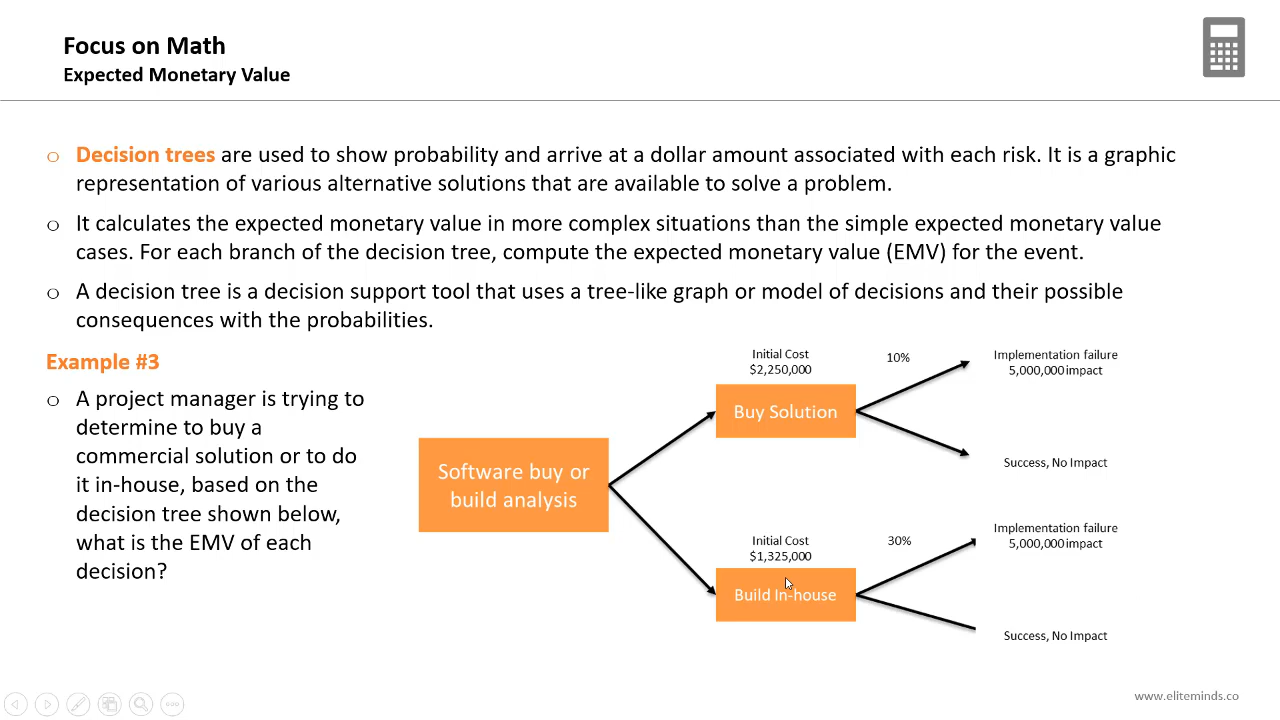 Focus on Math
Expected Monetary Value
Decision trees are used to show probability and arrive at a dollar amount associated with each risk. It is a graphic
representation of various alternative solutions that are available to solve a problem.
It calculates the expected monetary value in more complex situations than the simple expected monetary value
cases. For each branch of the decision tree, compute the expected monetary value (EMV) for the event.
A decision tree is a decision support tool that uses a tree-like graph or model of decisions and their possible
consequences with the probabilities.
Example #3
A project manager is trying to
determine to buy a
commercial solution or to do
it in-house, based on the
decision tree shown below,
what is the EMV of each
decision?
Software buy or
build analysis
Initial Cost
$2,250,000
Buy Solution
10%
Implementation failure
5,000,000 impact
Success, No Impact
Initial Cost
$1,325,000
Build In-house
30%
Implementation failure
5,000,000 impact
Success, No Impact
www.eliteminds.co